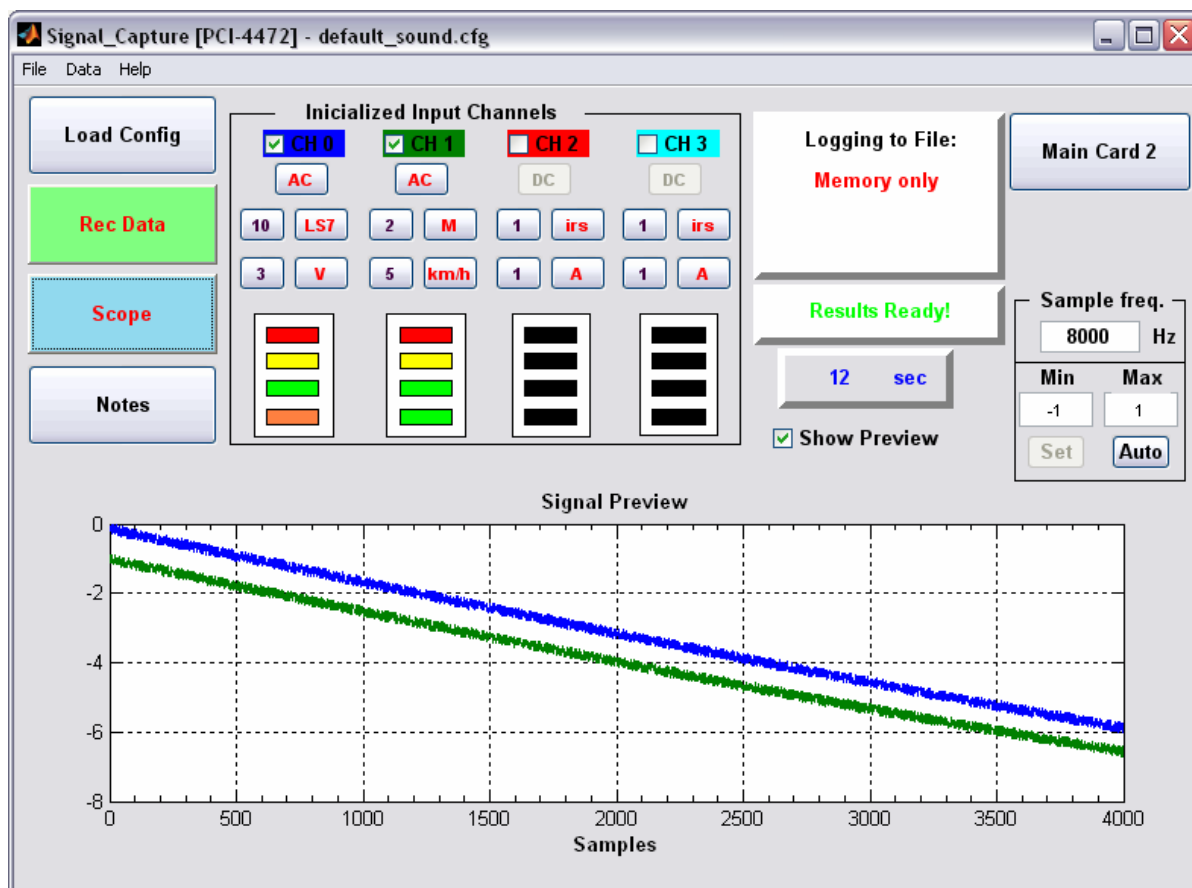 Signal_Capture [PCI-4472] - default_sound.cfg
File Data Help
Load Config
Rec Data
Scope
Notes
Inicialized Input Channels
CH 0 CH 1 CH 2 CH 3
AC AC DC DC
10 LS7 2 M 1 irs 1 irs
3 V 5 km/h 1 A 1 A
Logging to File:
Memory only
Results Ready!
12 sec
Show Preview
Main Card 2
Sample freq.
8000 Hz
Min Max
-1 1
Set Auto
Signal Preview
0
-2
-4
-6
-8
0 500 1000 1500 2000 2500 3000 3500 4000
Samples